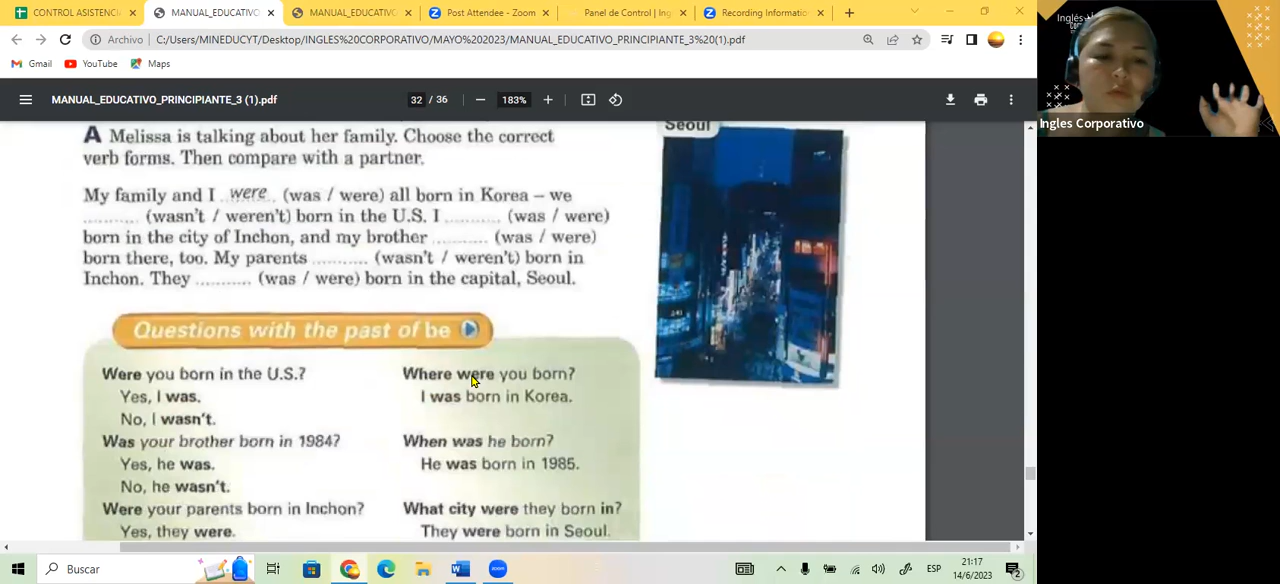 CONTROL ASISTENCI
MANUAL_EDUCATIVO
MANUAL_EDUCATIVO
Post Attendee - Zoom
Panel de Control | Ing
Recording Informatio
Archivo
C:/Users/MINEDUCYT/Desktop/INGLES%20CORPORATIVO/MAYO%202023/MANUAL_EDUCATIVO_PRINCIPIANTE_3%20(1).pdf
Gmail
YouTube
Maps
MANUAL_EDUCATIVO_PRINCIPIANTE_3 (1).pdf
32 / 36
183%
A Melissa is talking about her family. Choose the correct
verb forms. Then compare with a partner.
My family and I ..were.. (was / were) all born in Korea – we
.......... (wasn't / weren't) born in the U.S. I .......... (was / were)
born in the city of Inchon, and my brother .......... (was / were)
born there, too. My parents .......... (wasn't / weren't) born in
Inchon. They .......... (was / were) born in the capital, Seoul.
Seoul
Questions with the past of be
Were you born in the U.S.?
Yes, I was.
No, I wasn't.
Was your brother born in 1984?
Yes, he was.
No, he wasn't.
Were your parents born in Inchon?
Yes, they were.
Where were you born?
I was born in Korea.
When was he born?
He was born in 1985.
What city were they born in?
They were born in Seoul.
Inglés
Ingles Corporativo
Buscar
zoom
ESP
21:17
14/6/2023
2